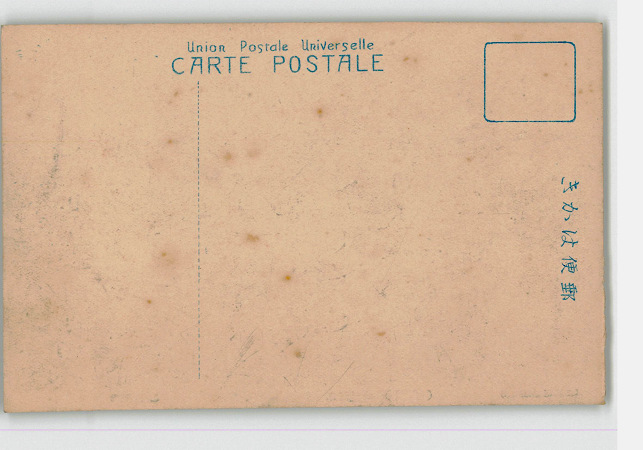 Union Postale Universelle
CARTE POSTALE
きかは便郵